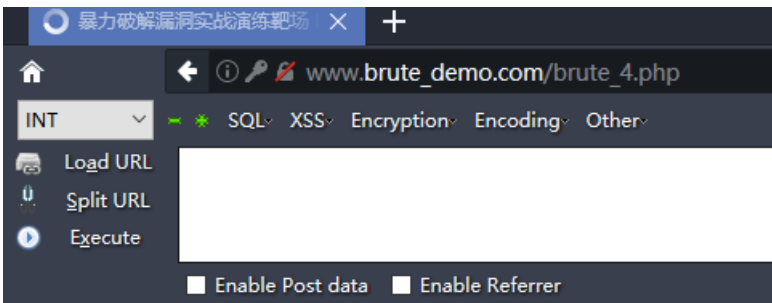 暴力破解漏洞实战演练靶场
www.brute_demo.com/brute_4.php
INT SQL XSS Encryption Encoding Other
Load URL
Split URL
Execute
Enable Post data Enable Referrer